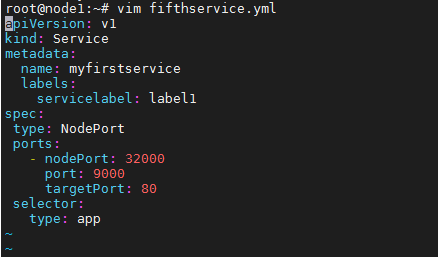 root@node1:~# vim fifthservice.yml
apiVersion: v1
kind: Service
metadata:
  name: myfirstservice
  labels:
    servicelabel: label1
spec:
 type: NodePort
 ports:
   - nodePort: 32000
     port: 9000
     targetPort: 80
 selector:
   type: app
~
~